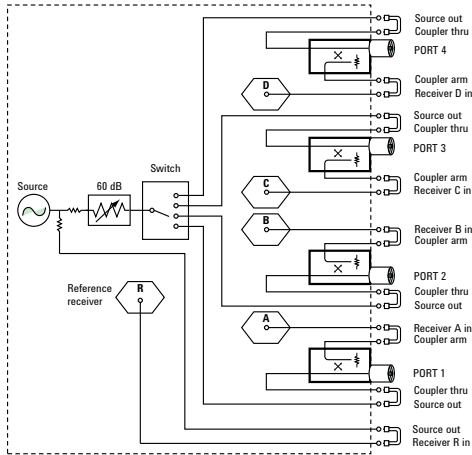 Source out
Coupler thru
PORT 4
Coupler arm
D
Receiver D in
Source out
Coupler thru
PORT 3
Switch
Coupler arm
Source
60 dB
C
Receiver C in
B
Receiver B in
Coupler arm
PORT 2
Reference
receiver
R
Coupler thru
Source out
A
Receiver A in
Coupler arm
PORT 1
Coupler thru
Source out
Source out
Receiver R in